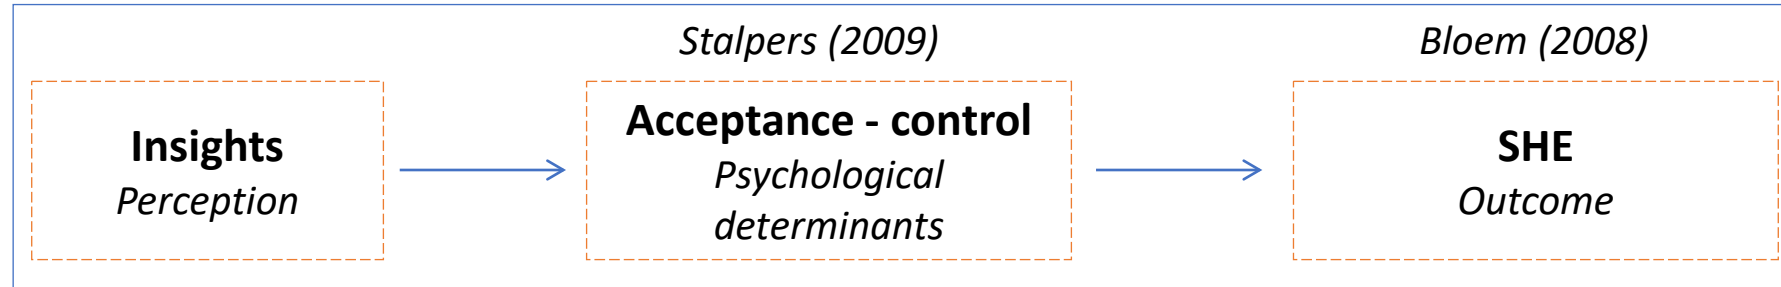 Stalpers (2009)
Bloem (2008)
Insights
Perception
Acceptance - control
Psychological
determinants
SHE
Outcome